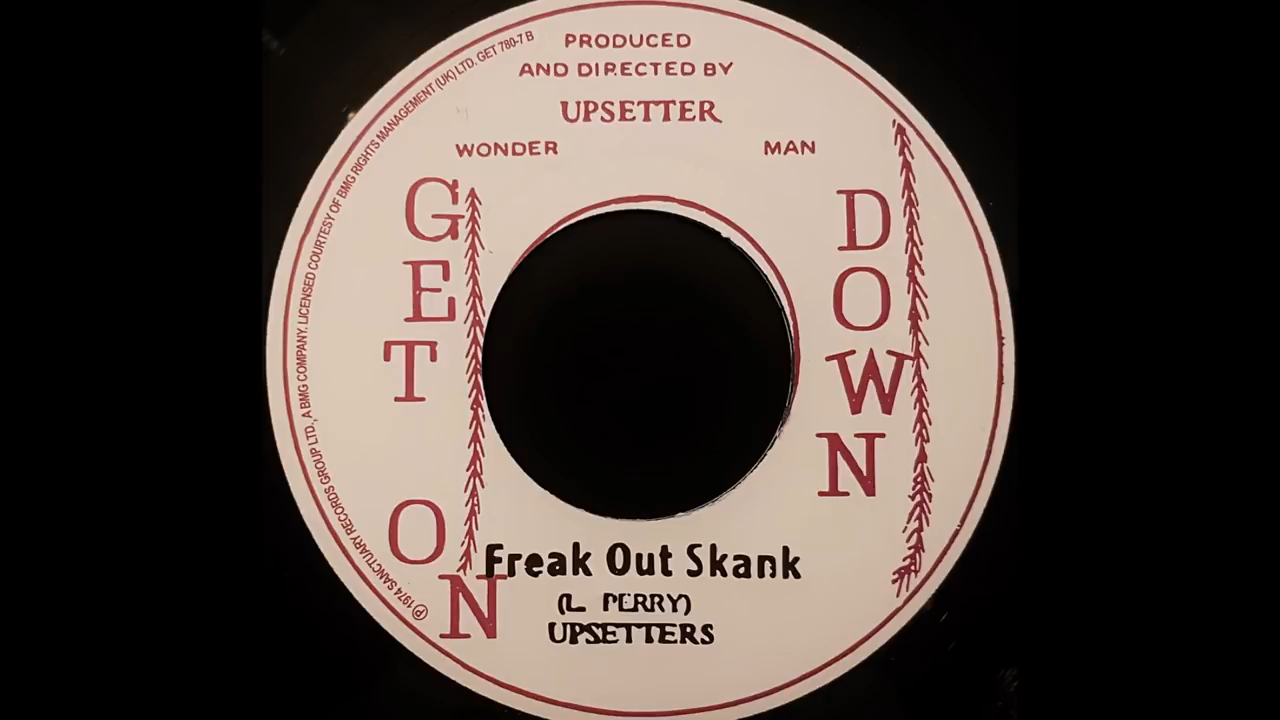 PRODUCED
AND DIRECTED BY
UPSETTER
WONDER MAN
GET ON
DOWN
Freak Out Skank
(L PERRY)
UPSETTERS
℗ 1974 SANCTUARY RECORDS GROUP LTD., A BMG COMPANY. LICENSED COURTESY OF BMG RIGHTS MANAGEMENT (UK) LTD. GET 780-7 B